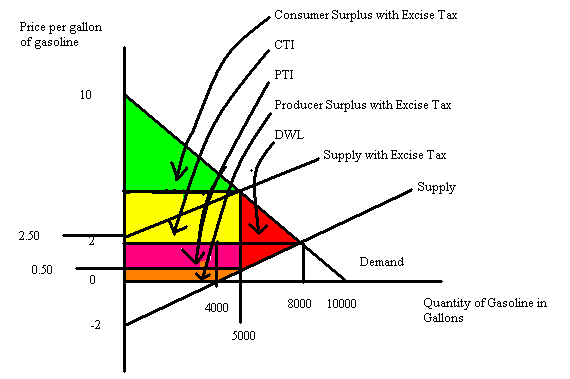 Consumer Surplus with Excise Tax
Price per gallon
of gasoline
CTI
PTI
10
Producer Surplus with Excise Tax
DWL
Supply with Excise Tax
Supply
2.50
2
0.50
0
Demand
4000
8000
10000
Quantity of Gasoline in
Gallons
-2
5000